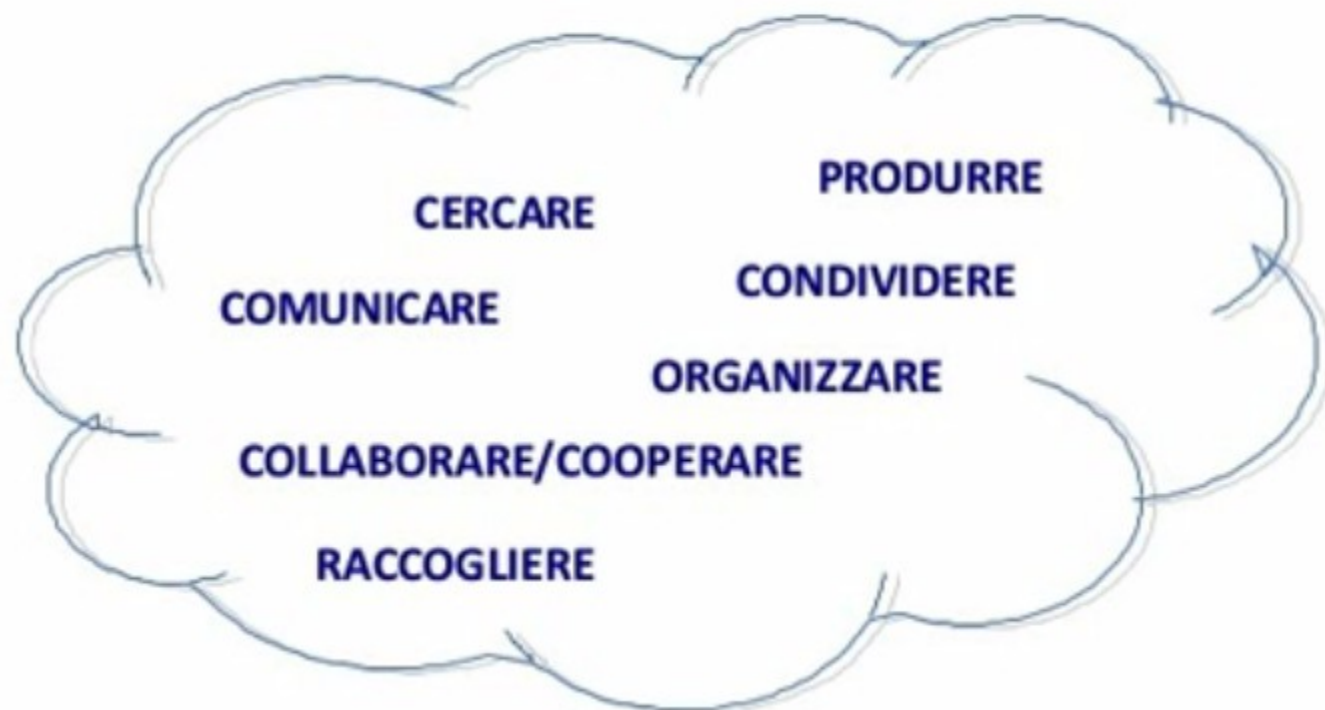 PRODURRE
CERCARE
CONDIVIDERE
COMUNICARE
ORGANIZZARE
COLLABORARE/COOPERARE
RACCOGLIERE